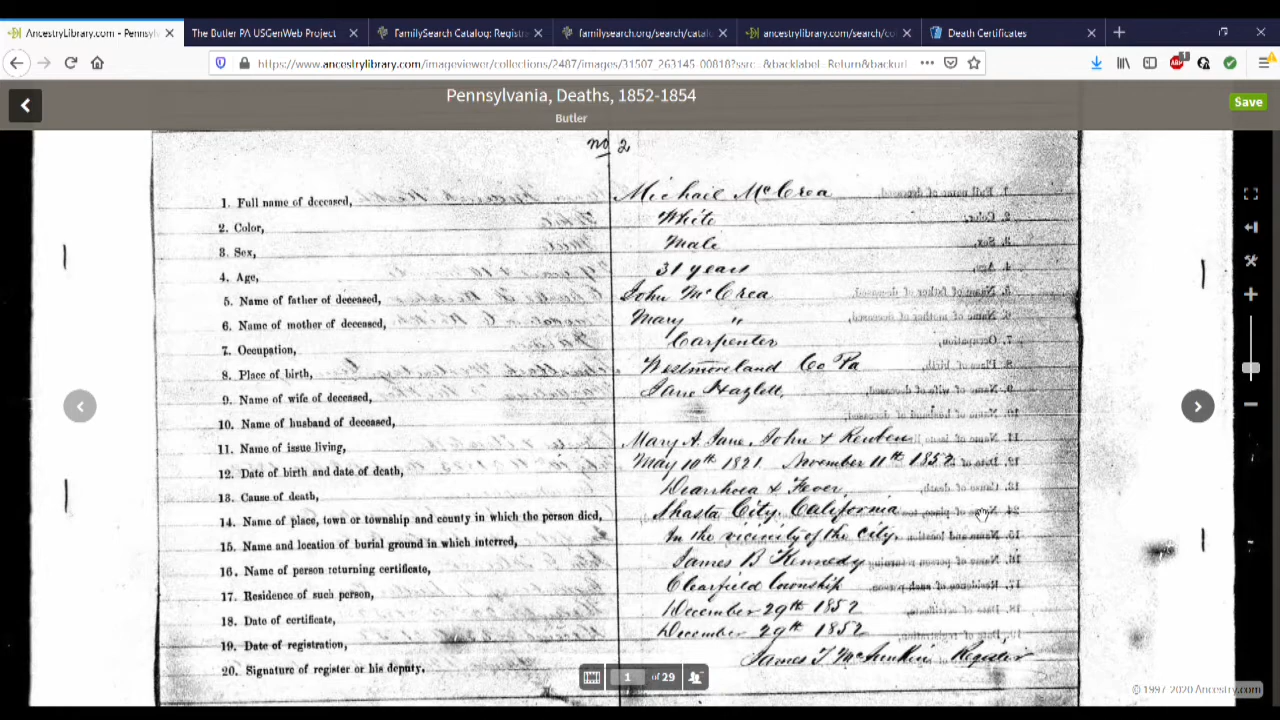 AncestryLibrary.com - Pennsylv
The Butler PA USGenWeb Project
FamilySearch Catalog: Registra
familysearch.org/search/catal
ancestrylibrary.com/search/co
Death Certificates
https://www.ancestrylibrary.com/imageviewer/collections/2487/images/31507_263145-00818?ssrc...&backlabel...Return&backurl
Pennsylvania, Deaths, 1852-1854
Save
Butler
no 2
1. Full name of deceased, Michail McCrea
2. Color, White
3. Sex, Male
4. Age, 31 years
5. Name of father of deceased, John McCrea
6. Name of mother of deceased, Mary "
7. Occupation, Carpenter
8. Place of birth, Westmoreland Co Pa
9. Name of wife of deceased, Jane Hazlett,
10. Name of husband of deceased,
11. Name of issue living, Mary A. Jane, John & Reuben
12. Date of birth and date of death, May 10th 1821 November 11th 1852
13. Cause of death, Diarrhoea & Fever
14. Name of place, town or township and county in which the person died, Shasta City, California
15. Name and location of burial ground in which interred, In the vicinity of the city.
16. Name of person returning certificate, James B Kennedy
17. Residence of such person, Clearfield Township
18. Date of certificate, December 29th 1852
19. Date of registration, December 29th 1852
20. Signature of register or his deputy. James T McJunkin Register
1 of 29
© 1997-2020 Ancestry.com